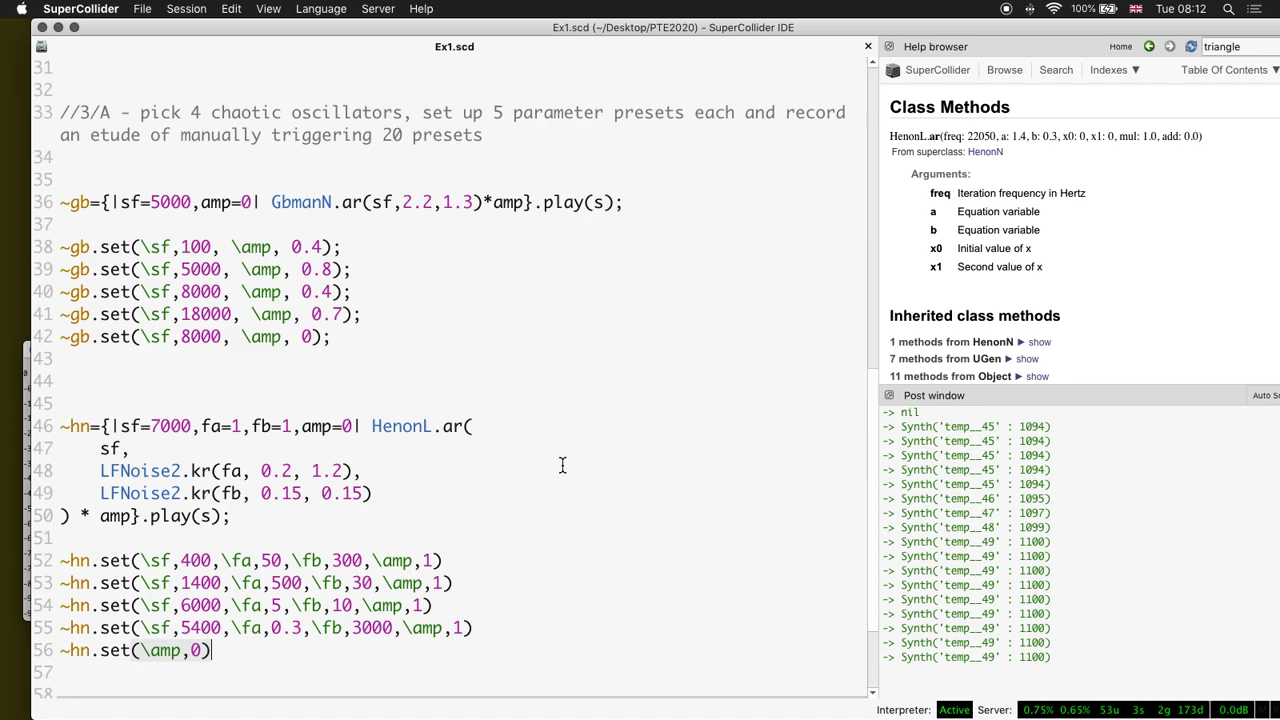 SuperCollider File Session Edit View Language Server Help 100% Tue 08:12
Ex1.scd (~/Desktop/PTE2020) - SuperCollider IDE
Ex1.scd
31
32
33 //3/A - pick 4 chaotic oscillators, set up 5 parameter presets each and record
an etude of manually triggering 20 presets
34
35
36 ~gb={|sf=5000,amp=0| GbmanN.ar(sf,2.2,1.3)*amp}.play(s);
37
38 ~gb.set(\sf,100, \amp, 0.4);
39 ~gb.set(\sf,5000, \amp, 0.8);
40 ~gb.set(\sf,8000, \amp, 0.4);
41 ~gb.set(\sf,18000, \amp, 0.7);
42 ~gb.set(\sf,8000, \amp, 0);
43
44
45
46 ~hn={|sf=7000,fa=1,fb=1,amp=0| HenonL.ar(
47 sf,
48 LFNoise2.kr(fa, 0.2, 1.2),
49 LFNoise2.kr(fb, 0.15, 0.15)
50 ) * amp}.play(s);
51
52 ~hn.set(\sf,400,\fa,50,\fb,300,\amp,1)
53 ~hn.set(\sf,1400,\fa,500,\fb,30,\amp,1)
54 ~hn.set(\sf,6000,\fa,5,\fb,10,\amp,1)
55 ~hn.set(\sf,5400,\fa,0.3,\fb,3000,\amp,1)
56 ~hn.set(\amp,0)
57
58
Help browser Home triangle
SuperCollider Browse Search Indexes ▼ Table Of Contents ▼
Class Methods
HenonL.ar(freq: 22050, a: 1.4, b: 0.3, x0: 0, x1: 0, mul: 1.0, add: 0.0)
From superclass: HenonN
Arguments:
freq Iteration frequency in Hertz
a Equation variable
b Equation variable
x0 Initial value of x
x1 Second value of x
Inherited class methods
1 methods from HenonN ► show
7 methods from UGen ► show
11 methods from Object ► show
Post window Auto Sc
-> nil
-> Synth('temp__45' : 1094)
-> Synth('temp__45' : 1094)
-> Synth('temp__45' : 1094)
-> Synth('temp__45' : 1094)
-> Synth('temp__45' : 1094)
-> Synth('temp__46' : 1095)
-> Synth('temp__47' : 1097)
-> Synth('temp__48' : 1099)
-> Synth('temp__49' : 1100)
-> Synth('temp__49' : 1100)
-> Synth('temp__49' : 1100)
-> Synth('temp__49' : 1100)
-> Synth('temp__49' : 1100)
-> Synth('temp__49' : 1100)
-> Synth('temp__49' : 1100)
-> Synth('temp__49' : 1100)
-> Synth('temp__49' : 1100)
Interpreter: Active Server: 0.75% 0.65% 53u 3s 2g 173d 0.0dB